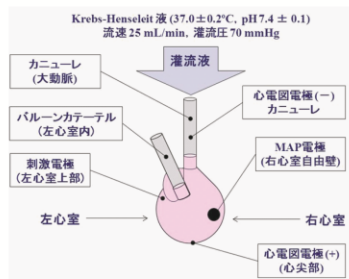 Krebs-Henseleit 液 (37.0±0.2℃, pH7.4 ± 0.1)
流速 25 mL/min, 灌流圧 70 mmHg
灌流液
カニューレ
(大動脈)
心電図電極(−)
カニューレ
バルーンカテーテル
(左心室内)
MAP電極
(右心室自由壁)
刺激電極
(左心室上部)
左心室
右心室
心電図電極(+)
(心尖部)